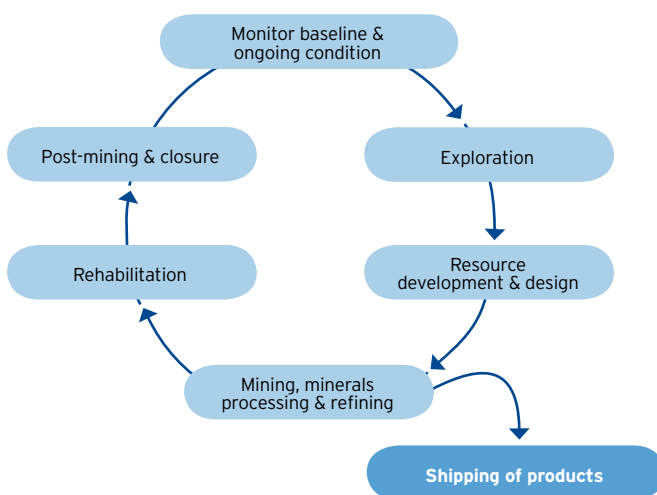 Monitor baseline &
ongoing condition
Post-mining & closure
Exploration
Rehabilitation
Resource
development & design
Mining, minerals
processing & refining
Shipping of products